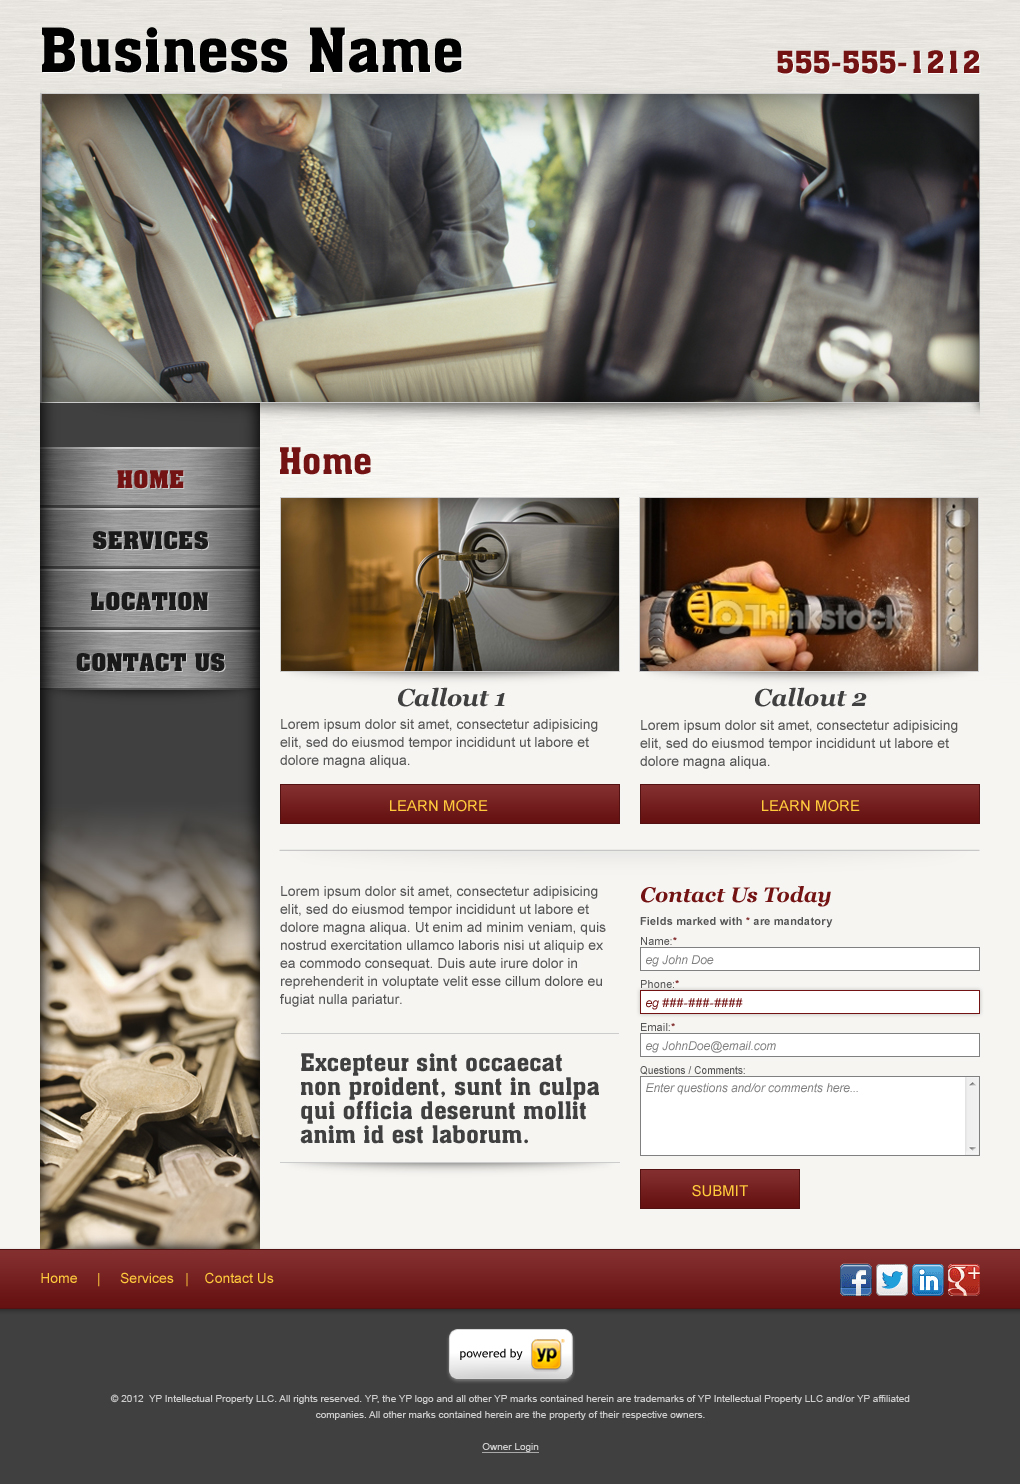 Business Name
555-555-1212
HOME
SERVICES
LOCATION
CONTACT US
Home
Thinkstock
Callout 1
Lorem ipsum dolor sit amet, consectetur adipisicing
elit, sed do eiusmod tempor incididunt ut labore et
dolore magna aliqua.
LEARN MORE
Callout 2
Lorem ipsum dolor sit amet, consectetur adipisicing
elit, sed do eiusmod tempor incididunt ut labore et
dolore magna aliqua.
LEARN MORE
Lorem ipsum dolor sit amet, consectetur adipisicing
elit, sed do eiusmod tempor incididunt ut labore et
dolore magna aliqua. Ut enim ad minim veniam, quis
nostrud exercitation ullamco laboris nisi ut aliquip ex
ea commodo consequat. Duis aute irure dolor in
reprehenderit in voluptate velit esse cillum dolore eu
fugiat nulla pariatur.
Excepteur sint occaecat
non proident, sunt in culpa
qui officia deserunt mollit
anim id est laborum.
Contact Us Today
Fields marked with * are mandatory
Name:*
eg John Doe
Phone:*
eg ###-###-####
Email:*
eg JohnDoe@email.com
Questions / Comments:
Enter questions and/or comments here...
SUBMIT
Home | Services | Contact Us
f in g+
powered by yp
© 2012 YP Intellectual Property LLC. All rights reserved. YP, the YP logo and all other YP marks contained herein are trademarks of YP Intellectual Property LLC and/or YP affiliated
companies. All other marks contained herein are the property of their respective owners.
Owner Login